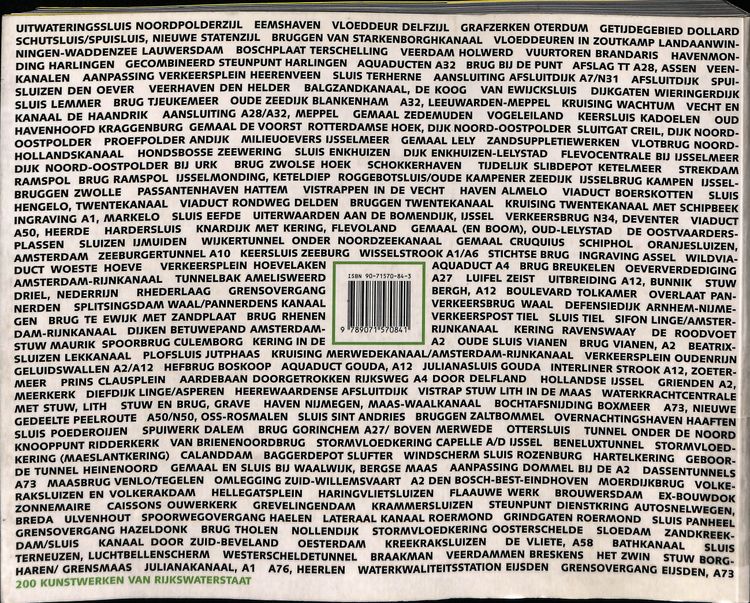 UITWATERINGSSLUIS NOORDPOLDERZIJL EEMSHAVEN VLOEDDEUR DELFZIJL GRAFZERKEN OTERDUM GETIJDEGEBIED DOLLARD
SCHUTSLUIS/SPUISLUIS, NIEUWE STATENZIJL BRUGGEN VAN STARKENBORGHKANAAL VLOEDDEUREN IN ZOUTKAMP LANDAANWIN-
NINGEN-WADDENZEE LAUWERSDAM BOSCHPLAAT TERSCHELLING VEERDAM HOLWERD VUURTOREN BRANDARIS HAVENMON-
DING HARLINGEN GECOMBINEERD STEUNPUNT HARLINGEN AQUADUCTEN A32 BRUG BIJ DE PUNT AFSLAG TT A28, ASSEN VEEN-
KANALEN AANPASSING VERKEERSPLEIN HEERENVEEN SLUIS TERHERNE AANSLUITING AFSLUITDIJK A7/N31 AFSLUITDIJK SPUI-
SLUIZEN DEN OEVER VEERHAVEN DEN HELDER BALGZANDKANAAL, DE KOOG VAN EWIJCKSLUIS DIJKGATEN WIERINGERDIJK
SLUIS LEMMER BRUG TJEUKEMEER OUDE ZEEDIJK BLANKENHAM A32, LEEUWARDEN-MEPPEL KRUISING WACHTUM VECHT EN
KANAAL DE HAANDRIK AANSLUITING A28/A32, MEPPEL GEMAAL ZEDEMUDEN VOGELEILAND KEERSLUIS KADOELEN OUD
HAVENHOOFD KRAGGENBURG GEMAAL DE VOORST ROTTERDAMSE HOEK, DIJK NOORD-OOSTPOLDER SLUITGAT CREIL, DIJK NOORD-
OOSTPOLDER PROEFPOLDER ANDIJK MILIEUOEVERS IJSSELMEER GEMAAL LELY ZANDSUPPLETIEWERKEN VLOTBRUG NOORD-
HOLLANDSKANAAL HONDSBOSSE ZEEWERING SLUIS ENKHUIZEN DIJK ENKHUIZEN-LELYSTAD FLEVOCENTRALE BIJ IJSSELMEER
DIJK NOORD-OOSTPOLDER BIJ URK BRUG ZWOLSE HOEK SCHOKKERHAVEN TIJDELIJK SLIBDEPOT KETELMEER STREKDAM
RAMSPOL BRUG RAMSPOL IJSSELMONDING, KETELDIEP ROGGEBOTSLUIS/OUDE KAMPENER ZEEDIJK IJSSELBRUG KAMPEN IJSSEL-
BRUGGEN ZWOLLE PASSANTENHAVEN HATTEM VISTRAPPEN IN DE VECHT HAVEN ALMELO VIADUCT BOERSKOTTEN SLUIS
HENGELO, TWENTEKANAAL VIADUCT RONDWEG DELDEN BRUGGEN TWENTEKANAAL KRUISING TWENTEKANAAL MET SCHIPBEEK
INGRAVING A1, MARKELO SLUIS EEFDE UITERWAARDEN AAN DE BOMENDIJK, IJSSEL VERKEERSBRUG N34, DEVENTER VIADUCT
A50, HEERDE HARDERSLUIS KNARDIJK MET KERING, FLEVOLAND GEMAAL (EN BOOM), OUD-LELYSTAD DE OOSTVAARDERS-
PLASSEN SLUIZEN IJMUIDEN WIJKERTUNNEL ONDER NOORDZEEKANAAL GEMAAL CRUQUIUS SCHIPHOL ORANJESLUIZEN,
AMSTERDAM ZEEBURGERTUNNEL A10 KEERSLUIS ZEEBURG WISSELSTROOK A1/A6 STICHTSE BRUG INGRAVING ASSEL WILDVIA-
DUCT WOESTE HOEVE VERKEERSPLEIN HOEVELAKEN AQUADUCT A4 BRUG BREUKELEN OEVERVERDEDIGING
AMSTERDAM-RIJNKANAAL TUNNELBAK AMELISWEERD A27 LUIFEL ZEIST UITBREIDING A12, BUNNIK STUW
DRIEL, NEDERRIJN RHEDERLAAG GRENSOVERGANG BERGH, A12 BOULEVARD TOLKAMER OVERLAAT PAN-
NERDEN SPLITSINGSDAM WAAL/PANNERDENS KANAAL VERKEERSBRUG WAAL DEFENSIEDIJK ARNHEM-NIJME-
GEN BRUG TE EWIJK MET ZANDPLAAT BRUG RHENEN VERKEERSPOST TIEL SLUIS TIEL SIFON LINGE/AMSTER-
DAM-RIJNKANAAL DIJKEN BETUWEPAND AMSTERDAM- RIJNKANAAL KERING RAVENSWAAY DE ROODVOET
STUW MAURIK SPOORBRUG CULEMBORG KERING IN DE A2 OUDE SLUIS VIANEN BRUG VIANEN, A2 BEATRIX-
SLUIZEN LEKKANAAL PLOFSLUIS JUTPHAAS KRUISING MERWEDEKANAAL/AMSTERDAM-RIJNKANAAL VERKEERSPLEIN OUDENRIJN
GELUIDSWALLEN A2/A12 HEFBRUG BOSKOOP AQUADUCT GOUDA, A12 JULIANASLUIS GOUDA INTERLINER STROOK A12, ZOETER-
MEER PRINS CLAUSPLEIN AARDEBAAN DOORGETROKKEN RIJKSWEG A4 DOOR DELFLAND HOLLANDSE IJSSEL GRIENDEN A2,
MEERKERK DIEFDIJK LINGE/ASPEREN HEEREWAARDENSE AFSLUITDIJK VISTRAP STUW LITH IN DE MAAS WATERKRACHTCENTRALE
MET STUW, LITH STUW EN BRUG, GRAVE HAVEN NIJMEGEN, MAAS-WAALKANAAL BOCHTAFSNIJDING BOXMEER A73, NIEUWE
GEDEELTE PEELROUTE A50/N50, OSS-ROSMALEN SLUIS SINT ANDRIES BRUGGEN ZALTBOMMEL OVERNACHTINGSHAVEN HAAFTEN
SLUIS POEDEROIJEN SPUIWERK DALEM BRUG GORINCHEM A27/ BOVEN MERWEDE OTTERSLUIS TUNNEL ONDER DE NOORD
KNOOPPUNT RIDDERKERK VAN BRIENENOORDBRUG STORMVLOEDKERING CAPELLE A/D IJSSEL BENELUXTUNNEL STORMVLOED-
KERING (MAESLANTKERING) CALANDDAM BAGGERDEPOT SLUFTER WINDSCHERM SLUIS ROZENBURG HARTELKERING GEBOOR-
DE TUNNEL HEINENOORD GEMAAL EN SLUIS BIJ WAALWIJK, BERGSE MAAS AANPASSING DOMMEL BIJ DE A2 DASSENTUNNELS
A73 MAASBRUG VENLO/TEGELEN OMLEGGING ZUID-WILLEMSVAART A2 DEN BOSCH-BEST-EINDHOVEN MOERDIJKBRUG VOLKE-
RAKSLUIZEN EN VOLKERAKDAM HELLEGATSPLEIN HARINGVLIETSLUIZEN FLAAUWE WERK BROUWERSDAM EX-BOUWDOK
ZONNEMAIRE CAISSONS OUWERKERK GREVELINGENDAM KRAMMERSLUIZEN STEUNPUNT DIENSTKRING AUTOSNELWEGEN,
BREDA ULVENHOUT SPOORWEGOVERGANG HAELEN LATERAAL KANAAL ROERMOND GRINDGATEN ROERMOND SLUIS PANHEEL
GRENSOVERGANG HAZELDONK BRUG THOLEN NOLLENDIJK STORMVLOEDKERING OOSTERSCHELDE SLOEDAM ZANDKREEK-
DAM/SLUIS KANAAL DOOR ZUID-BEVELAND OESTERDAM KREEKRAKSLUIZEN DE VLIETE, A58 BATHKANAAL SLUIS
TERNEUZEN, LUCHTBELLENSCHERM WESTERSCHELDETUNNEL BRAAKMAN VEERDAMMEN BRESKENS HET ZWIN STUW BORG-
HAREN/ GRENSMAAS JULIANAKANAAL, A1 A76, HEERLEN WATERKWALITEITSSTATION EIJSDEN GRENSOVERGANG EIJSDEN, A73
200 KUNSTWERKEN VAN RIJKSWATERSTAAT
ISBN 90-71570-84-3
9 789071 570841